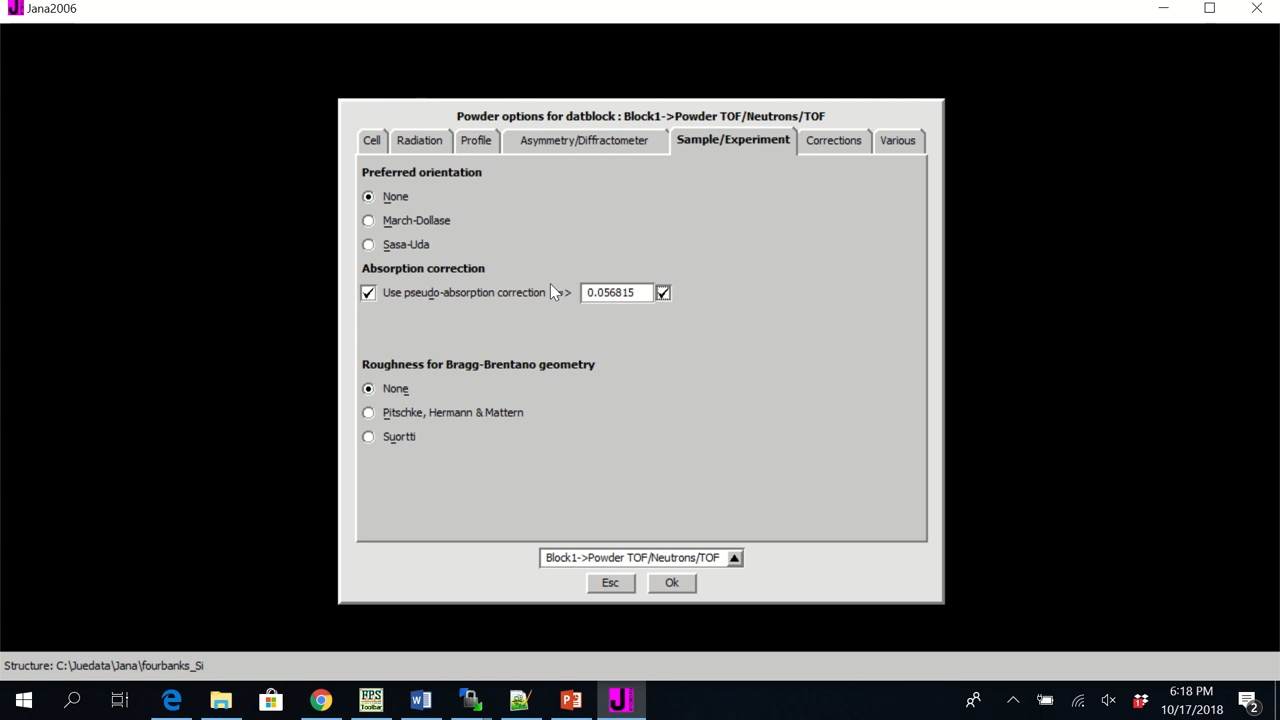 Jana2006
Powder options for datblock : Block1->Powder TOF/Neutrons/TOF
Cell Radiation Profile Asymmetry/Diffractometer Sample/Experiment Corrections Various
Preferred orientation
None
March-Dollase
Sasa-Uda
Absorption correction
Use pseudo-absorption correction => 0.056815
Roughness for Bragg-Brentano geometry
None
Pitschke, Hermann & Mattern
Suortti
Block1->Powder TOF/Neutrons/TOF
Esc Ok
Structure: C:\Juedata\Jana\fourbanks_Si
FPS
Toolbar
6:18 PM
10/17/2018
2